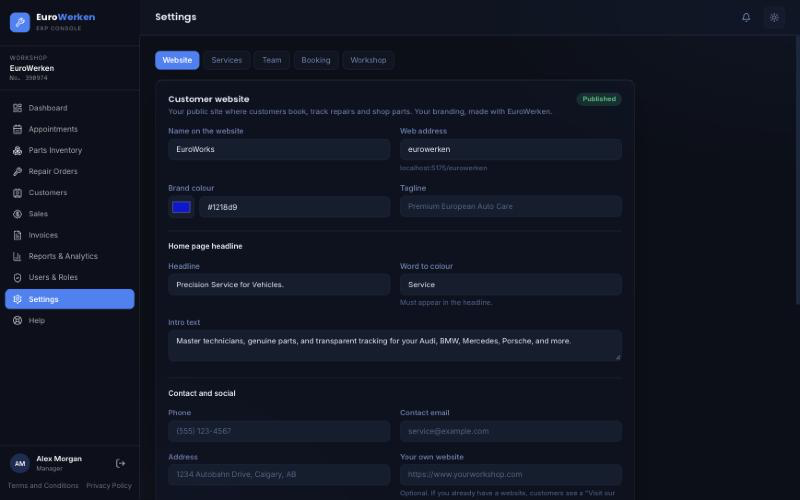 EuroWerken
ERP CONSOLE
WORKSHOP
EuroWerken
No. 390974
Dashboard
Appointments
Parts Inventory
Repair Orders
Customers
Sales
Invoices
Reports & Analytics
Users & Roles
Settings
Help
AM
Alex Morgan
Manager
Terms and Conditions Privacy Policy
Settings
Website Services Team Booking Workshop
Customer website
Published
Your public site where customers book, track repairs and shop parts. Your branding, made with EuroWerken.
Name on the website
EuroWorks
Web address
eurowerken
localhost:5175/eurowerken
Brand colour
#1218d9
Tagline
Premium European Auto Care
Home page headline
Headline
Precision Service for Vehicles.
Word to colour
Service
Must appear in the headline.
Intro text
Master technicians, genuine parts, and transparent tracking for your Audi, BMW, Mercedes, Porsche, and more.
Contact and social
Phone
(555) 123-4567
Contact email
service@example.com
Address
1234 Autobahn Drive, Calgary, AB
Your own website
https://www.yourworkshop.com
Optional. If you already have a website, customers see a "Visit our